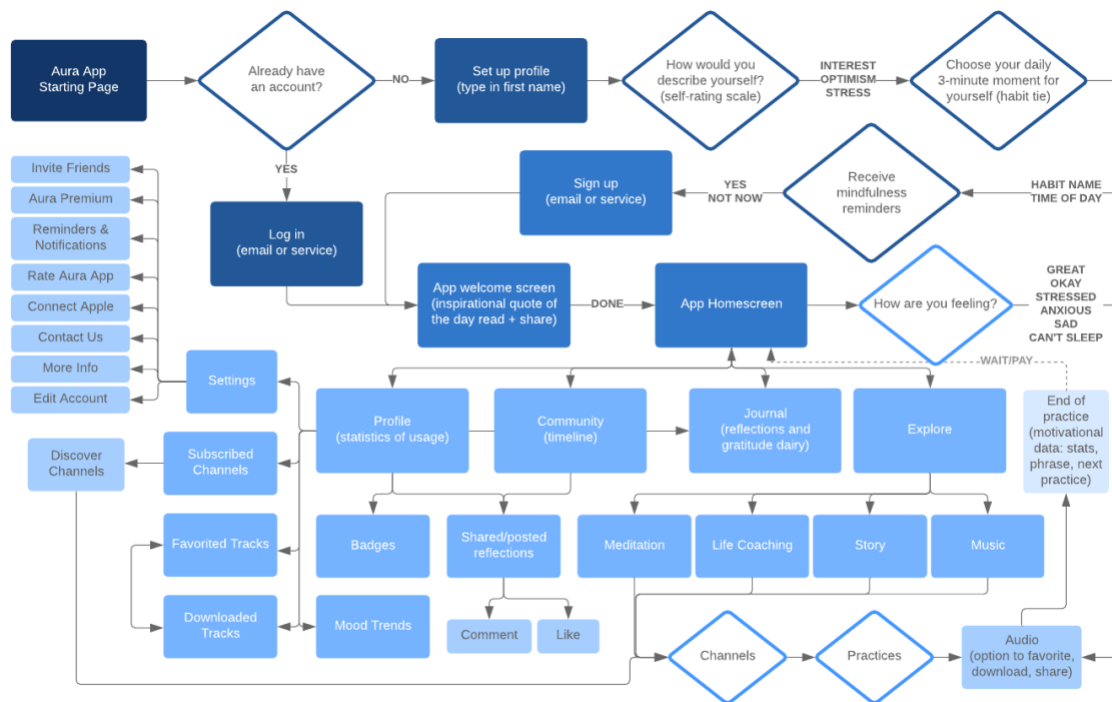 Aura App
Starting Page
Already have
an account?
NO
Set up profile
(type in first name)
How would you
describe yourself?
(self-rating scale)
INTEREST
OPTIMISM
STRESS
Choose your daily
3-minute moment for
yourself (habit tie)
YES
Invite Friends
Aura Premium
Reminders &
Notifications
Rate Aura App
Connect Apple
Contact Us
More Info
Edit Account
Log in
(email or service)
Sign up
(email or service)
YES
NOT NOW
Receive
mindfulness
reminders
HABIT NAME
TIME OF DAY
App welcome screen
(inspirational quote of
the day read + share)
DONE
App Homescreen
How are you feeling?
GREAT
OKAY
STRESSED
ANXIOUS
SAD
CAN'T SLEEP
WAIT/PAY
Settings
Profile
(statistics of usage)
Community
(timeline)
Journal
(reflections and
gratitude dairy)
Explore
End of
practice
(motivational
data: stats,
phrase, next
practice)
Discover
Channels
Subscribed
Channels
Favorited Tracks
Badges
Shared/posted
reflections
Meditation
Life Coaching
Story
Music
Downloaded
Tracks
Mood Trends
Comment
Like
Channels
Practices
Audio
(option to favorite,
download, share)